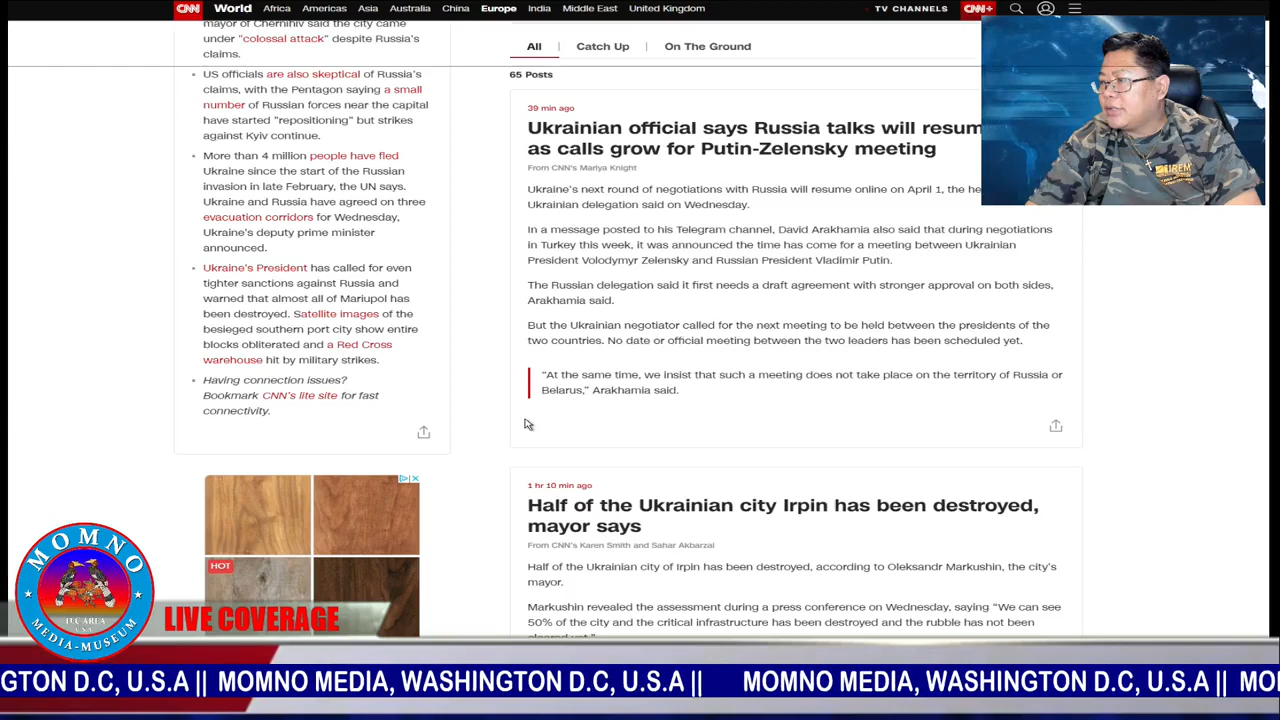 CNN World Africa Americas Asia Australia China Europe India Middle East United Kingdom TV CHANNELS CNN+
mayor of Chernihiv said the city came
under "colossal attack" despite Russia's
claims.
US officials are also skeptical of Russia's
claims, with the Pentagon saying a small
number of Russian forces near the capital
have started "repositioning" but strikes
against Kyiv continue.
More than 4 million people have fled
Ukraine since the start of the Russian
invasion in late February, the UN says.
Ukraine and Russia have agreed on three
evacuation corridors for Wednesday,
Ukraine's deputy prime minister
announced.
Ukraine's President has called for even
tighter sanctions against Russia and
warned that almost all of Mariupol has
been destroyed. Satellite images of the
besieged southern port city show entire
blocks obliterated and a Red Cross
warehouse hit by military strikes.
Having connection issues?
Bookmark CNN's lite site for fast
connectivity.
HOT
All | Catch Up | On The Ground
65 Posts
39 min ago
Ukrainian official says Russia talks will resum
as calls grow for Putin-Zelensky meeting
From CNN's Mariya Knight
Ukraine's next round of negotiations with Russia will resume online on April 1, the he
Ukrainian delegation said on Wednesday.
In a message posted to his Telegram channel, David Arakhamia also said that during negotiations
in Turkey this week, it was announced the time has come for a meeting between Ukrainian
President Volodymyr Zelensky and Russian President Vladimir Putin.
The Russian delegation said it first needs a draft agreement with stronger approval on both sides,
Arakhamia said.
But the Ukrainian negotiator called for the next meeting to be held between the presidents of the
two countries. No date or official meeting between the two leaders has been scheduled yet.
"At the same time, we insist that such a meeting does not take place on the territory of Russia or
Belarus," Arakhamia said.
1 hr 10 min ago
Half of the Ukrainian city Irpin has been destroyed,
mayor says
From CNN's Karen Smith and Sahar Akbarzai
Half of the Ukrainian city of Irpin has been destroyed, according to Oleksandr Markushin, the city's
mayor.
Markushin revealed the assessment during a press conference on Wednesday, saying "We can see
50% of the city and the critical infrastructure has been destroyed and the rubble has not been
cleared yet."
MOMNO
U.S.A
MEDIA-MUSEUM
LIVE COVERAGE
GTON D.C, U.S.A || MOMNO MEDIA, WASHINGTON D.C, U.S.A || MOMNO MEDIA, WASHINGTON D.C, U.S.A || MO